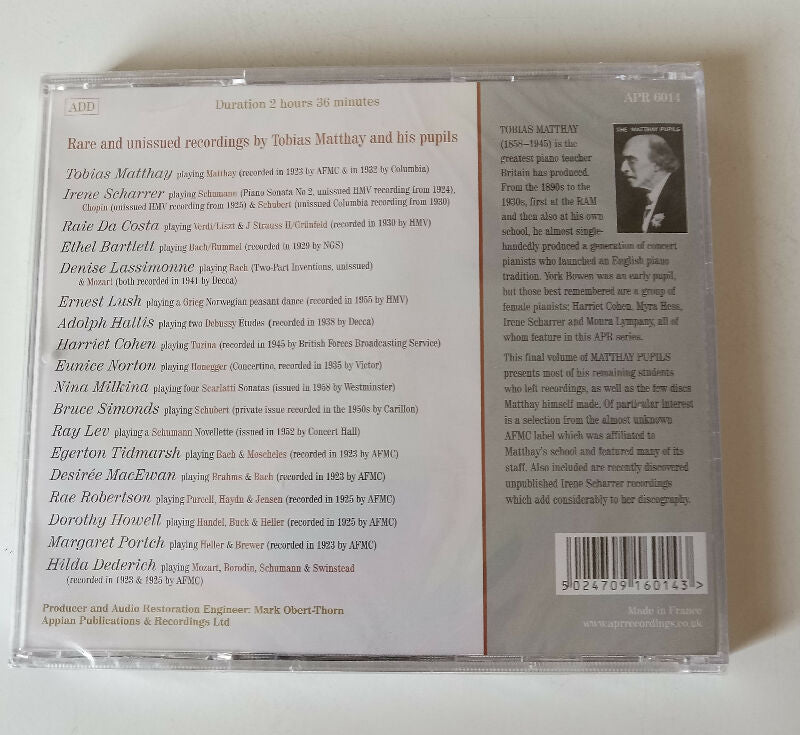 ADD
Duration 2 hours 36 minutes
Rare and unissued recordings by Tobias Matthay and his pupils
Tobias Matthay playing Matthay (recorded in 1923 by AFMC & in 1932 by Columbia)
Irene Scharrer playing Schumann (Piano Sonata No 2, unissued HMV recording from 1924),
Chopin (unissued HMV recording from 1925) & Schubert (unissued Columbia recording from 1930)
Raie Da Costa playing Verdi/Liszt & J Strauss II/Grünfeld (recorded in 1930 by HMV)
Ethel Bartlett playing Bach/Rummel (recorded in 1929 by NGS)
Denise Lassimonne playing Bach (Two-Part Inventions, unissued)
& Mozart (both recorded in 1941 by Decca)
Ernest Lush playing a Grieg Norwegian peasant dance (recorded in 1955 by HMV)
Adolph Hallis playing two Debussy Etudes (recorded in 1938 by Decca)
Harriet Cohen playing Turina (recorded in 1945 by British Forces Broadcasting Service)
Eunice Norton playing Honegger (Concertino, recorded in 1935 by Victor)
Nina Milkina playing four Scarlatti Sonatas (issued in 1958 by Westminster)
Bruce Simonds playing Schubert (private issue recorded in the 1950s by Carillon)
Ray Lev playing a Schumann Novellette (issued in 1952 by Concert Hall)
Egerton Tidmarsh playing Bach & Moscheles (recorded in 1923 by AFMC)
Desirée MacEwan playing Brahms & Bach (recorded in 1923 by AFMC)
Rae Robertson playing Purcell, Haydn & Jensen (recorded in 1925 by AFMC)
Dorothy Howell playing Handel, Buck & Heller (recorded in 1925 by AFMC)
Margaret Portch playing Heller & Brewer (recorded in 1923 by AFMC)
Hilda Dederich playing Mozart, Borodin, Schumann & Swinstead
(recorded in 1923 & 1925 by AFMC)
Producer and Audio Restoration Engineer: Mark Obert-Thorn
Appian Publications & Recordings Ltd
APR 6014
THE MATTHAY PUPILS
TOBIAS MATTHAY
(1858–1945) is the
greatest piano teacher
Britain has produced.
From the 1890s to the
1930s, first at the RAM
and then also at his own
school, he almost single-
handedly produced a generation of concert
pianists who launched an English piano
tradition. York Bowen was an early pupil,
but those best remembered are a group of
female pianists: Harriet Cohen, Myra Hess,
Irene Scharrer and Moura Lympany, all of
whom feature in this APR series.
This final volume of MATTHAY PUPILS
presents most of his remaining students
who left recordings, as well as the few discs
Matthay himself made. Of particular interest
is a selection from the almost unknown
AFMC label which was affiliated to
Matthay's school and featured many of its
staff. Also included are recently discovered
unpublished Irene Scharrer recordings
which add considerably to her discography.
5 024709 160143 >
Made in France
www.aprrecordings.co.uk